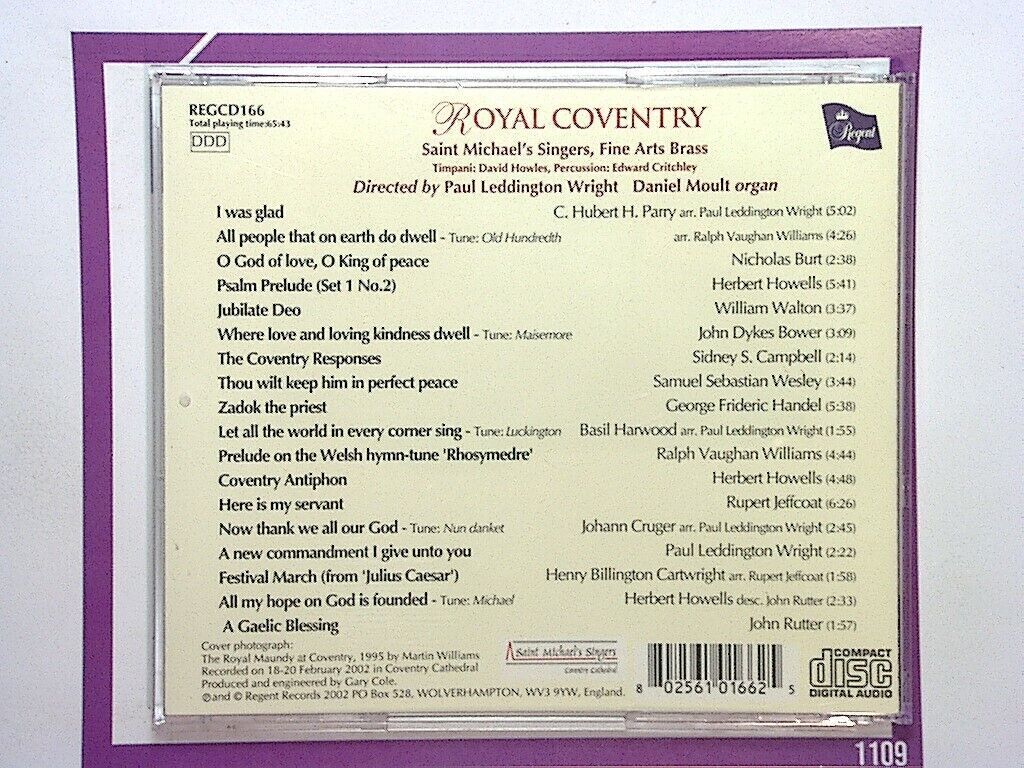 REGCD166
Total playing time:65:43
DDD
ROYAL COVENTRY
Regent
Saint Michael's Singers, Fine Arts Brass
Timpani: David Howles, Percussion: Edward Critchley
Directed by Paul Leddington Wright Daniel Moult organ
I was glad C. Hubert H. Parry arr. Paul Leddington Wright (5:02)
All people that on earth do dwell - Tune: Old Hundredth arr. Ralph Vaughan Williams (4:26)
O God of love, O King of peace Nicholas Burt (2:38)
Psalm Prelude (Set 1 No.2) Herbert Howells (5:41)
Jubilate Deo William Walton (3:37)
Where love and loving kindness dwell - Tune: Maisemore John Dykes Bower (3:09)
The Coventry Responses Sidney S. Campbell (2:14)
Thou wilt keep him in perfect peace Samuel Sebastian Wesley (3:44)
Zadok the priest George Frideric Handel (5:38)
Let all the world in every corner sing - Tune: Luckington Basil Harwood arr. Paul Leddington Wright (1:55)
Prelude on the Welsh hymn-tune 'Rhosymedre' Ralph Vaughan Williams (4:44)
Coventry Antiphon Herbert Howells (4:48)
Here is my servant Rupert Jeffcoat (6:26)
Now thank we all our God - Tune: Nun danket Johann Cruger arr. Paul Leddington Wright (2:45)
A new commandment I give unto you Paul Leddington Wright (2:22)
Festival March (from 'Julius Caesar') Henry Billington Cartwright arr. Rupert Jeffcoat (1:58)
All my hope on God is founded - Tune: Michael Herbert Howells desc. John Rutter (2:33)
A Gaelic Blessing John Rutter (1:57)
Cover photograph:
The Royal Maundy at Coventry, 1995 by Martin Williams
Recorded on 18-20 February 2002 in Coventry Cathedral
Produced and engineered by Gary Cole.
℗and © Regent Records 2002 PO Box 528, WOLVERHAMPTON, WV3 9YW, England.
Saint Michael's Singers
Coventry Cathedral
8 02561 01662 5
COMPACT
disc
DIGITAL AUDIO
1109